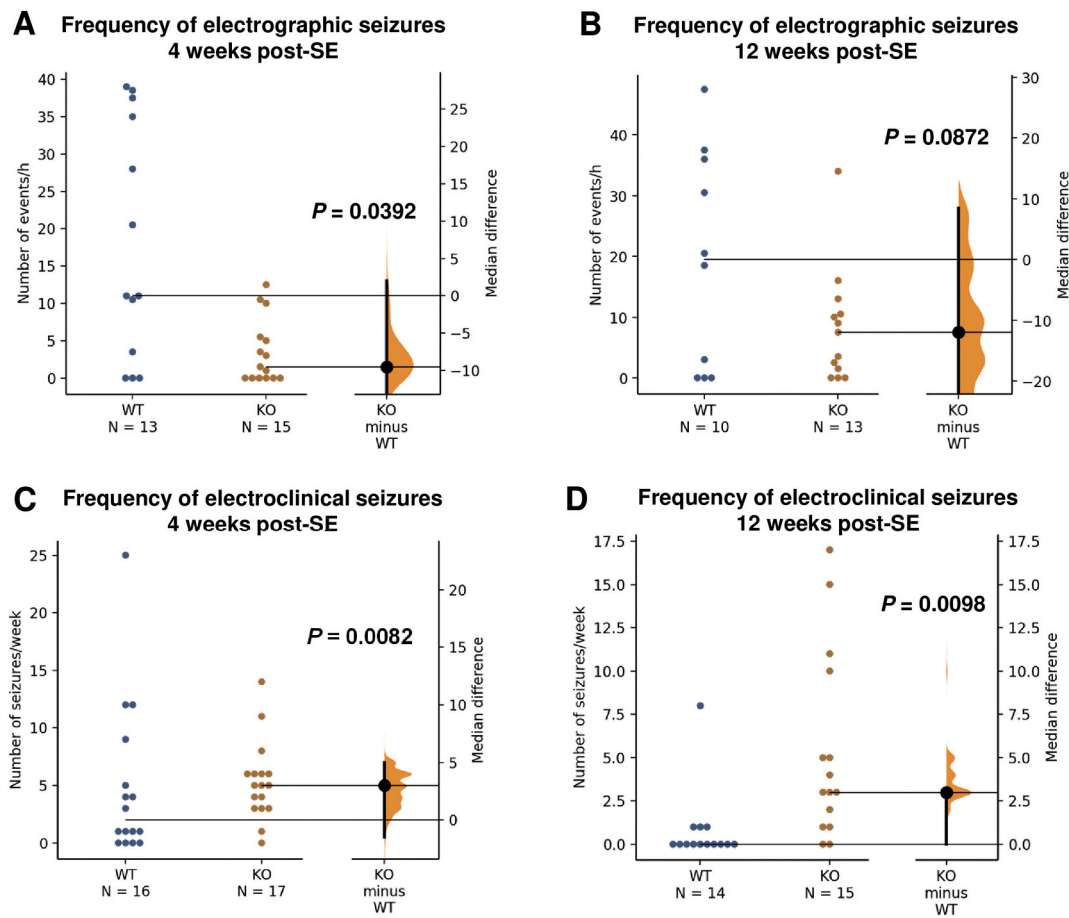 A
Frequency of electrographic seizures
4 weeks post-SE
Number of events/h
40
35
30
25
20
15
10
5
0
P = 0.0392
25
20
15
10
5
0
−5
−10
Median difference
WT
N = 13
KO
N = 15
KO
minus
WT
B
Frequency of electrographic seizures
12 weeks post-SE
Number of events/h
40
30
20
10
0
P = 0.0872
30
20
10
0
−10
−20
Median difference
WT
N = 10
KO
N = 13
KO
minus
WT
C
Frequency of electroclinical seizures
4 weeks post-SE
Number of seizures/week
25
20
15
10
5
0
P = 0.0082
20
15
10
5
0
Median difference
WT
N = 16
KO
N = 17
KO
minus
WT
D
Frequency of electroclinical seizures
12 weeks post-SE
Number of seizures/week
17.5
15.0
12.5
10.0
7.5
5.0
2.5
0.0
P = 0.0098
17.5
15.0
12.5
10.0
7.5
5.0
2.5
0.0
Median difference
WT
N = 14
KO
N = 15
KO
minus
WT